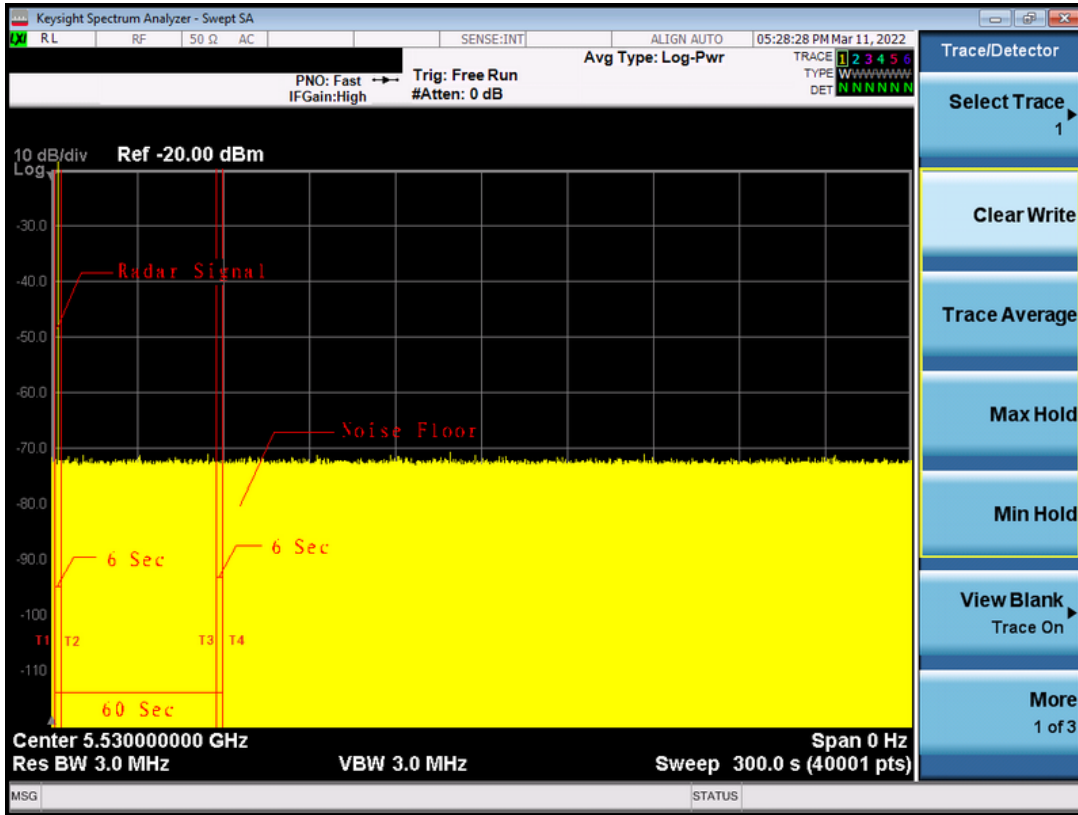 Keysight Spectrum Analyzer - Swept SA
LXI RL RF 50 Ω AC SENSE:INT ALIGN AUTO 05:28:28 PM Mar 11, 2022
Avg Type: Log-Pwr TRACE 1 2 3 4 5 6
PNO: Fast Trig: Free Run TYPE WWWWWW
IFGain:High #Atten: 0 dB DET N N N N N N
10 dB/div Ref -20.00 dBm
Log
-30.0
Radar Signal
-40.0
-50.0
-60.0
Noise Floor
-70.0
-80.0
6 Sec
-90.0 6 Sec
-100
T1 T2 T3 T4
-110
60 Sec
Center 5.530000000 GHz Span 0 Hz
Res BW 3.0 MHz VBW 3.0 MHz Sweep 300.0 s (40001 pts)
MSG STATUS
Trace/Detector
Select Trace
1
Clear Write
Trace Average
Max Hold
Min Hold
View Blank
Trace On
More
1 of 3